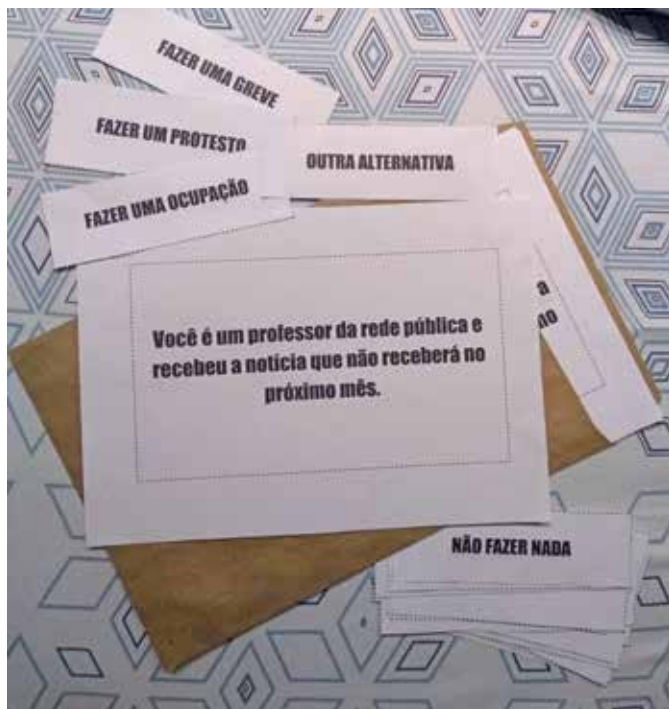 FAZER UMA GREVE
FAZER UM PROTESTO
OUTRA ALTERNATIVA
FAZER UMA OCUPAÇÃO
Você é um professor da rede pública e
recebeu a notícia que não receberá no
próximo mês.
NÃO FAZER NADA